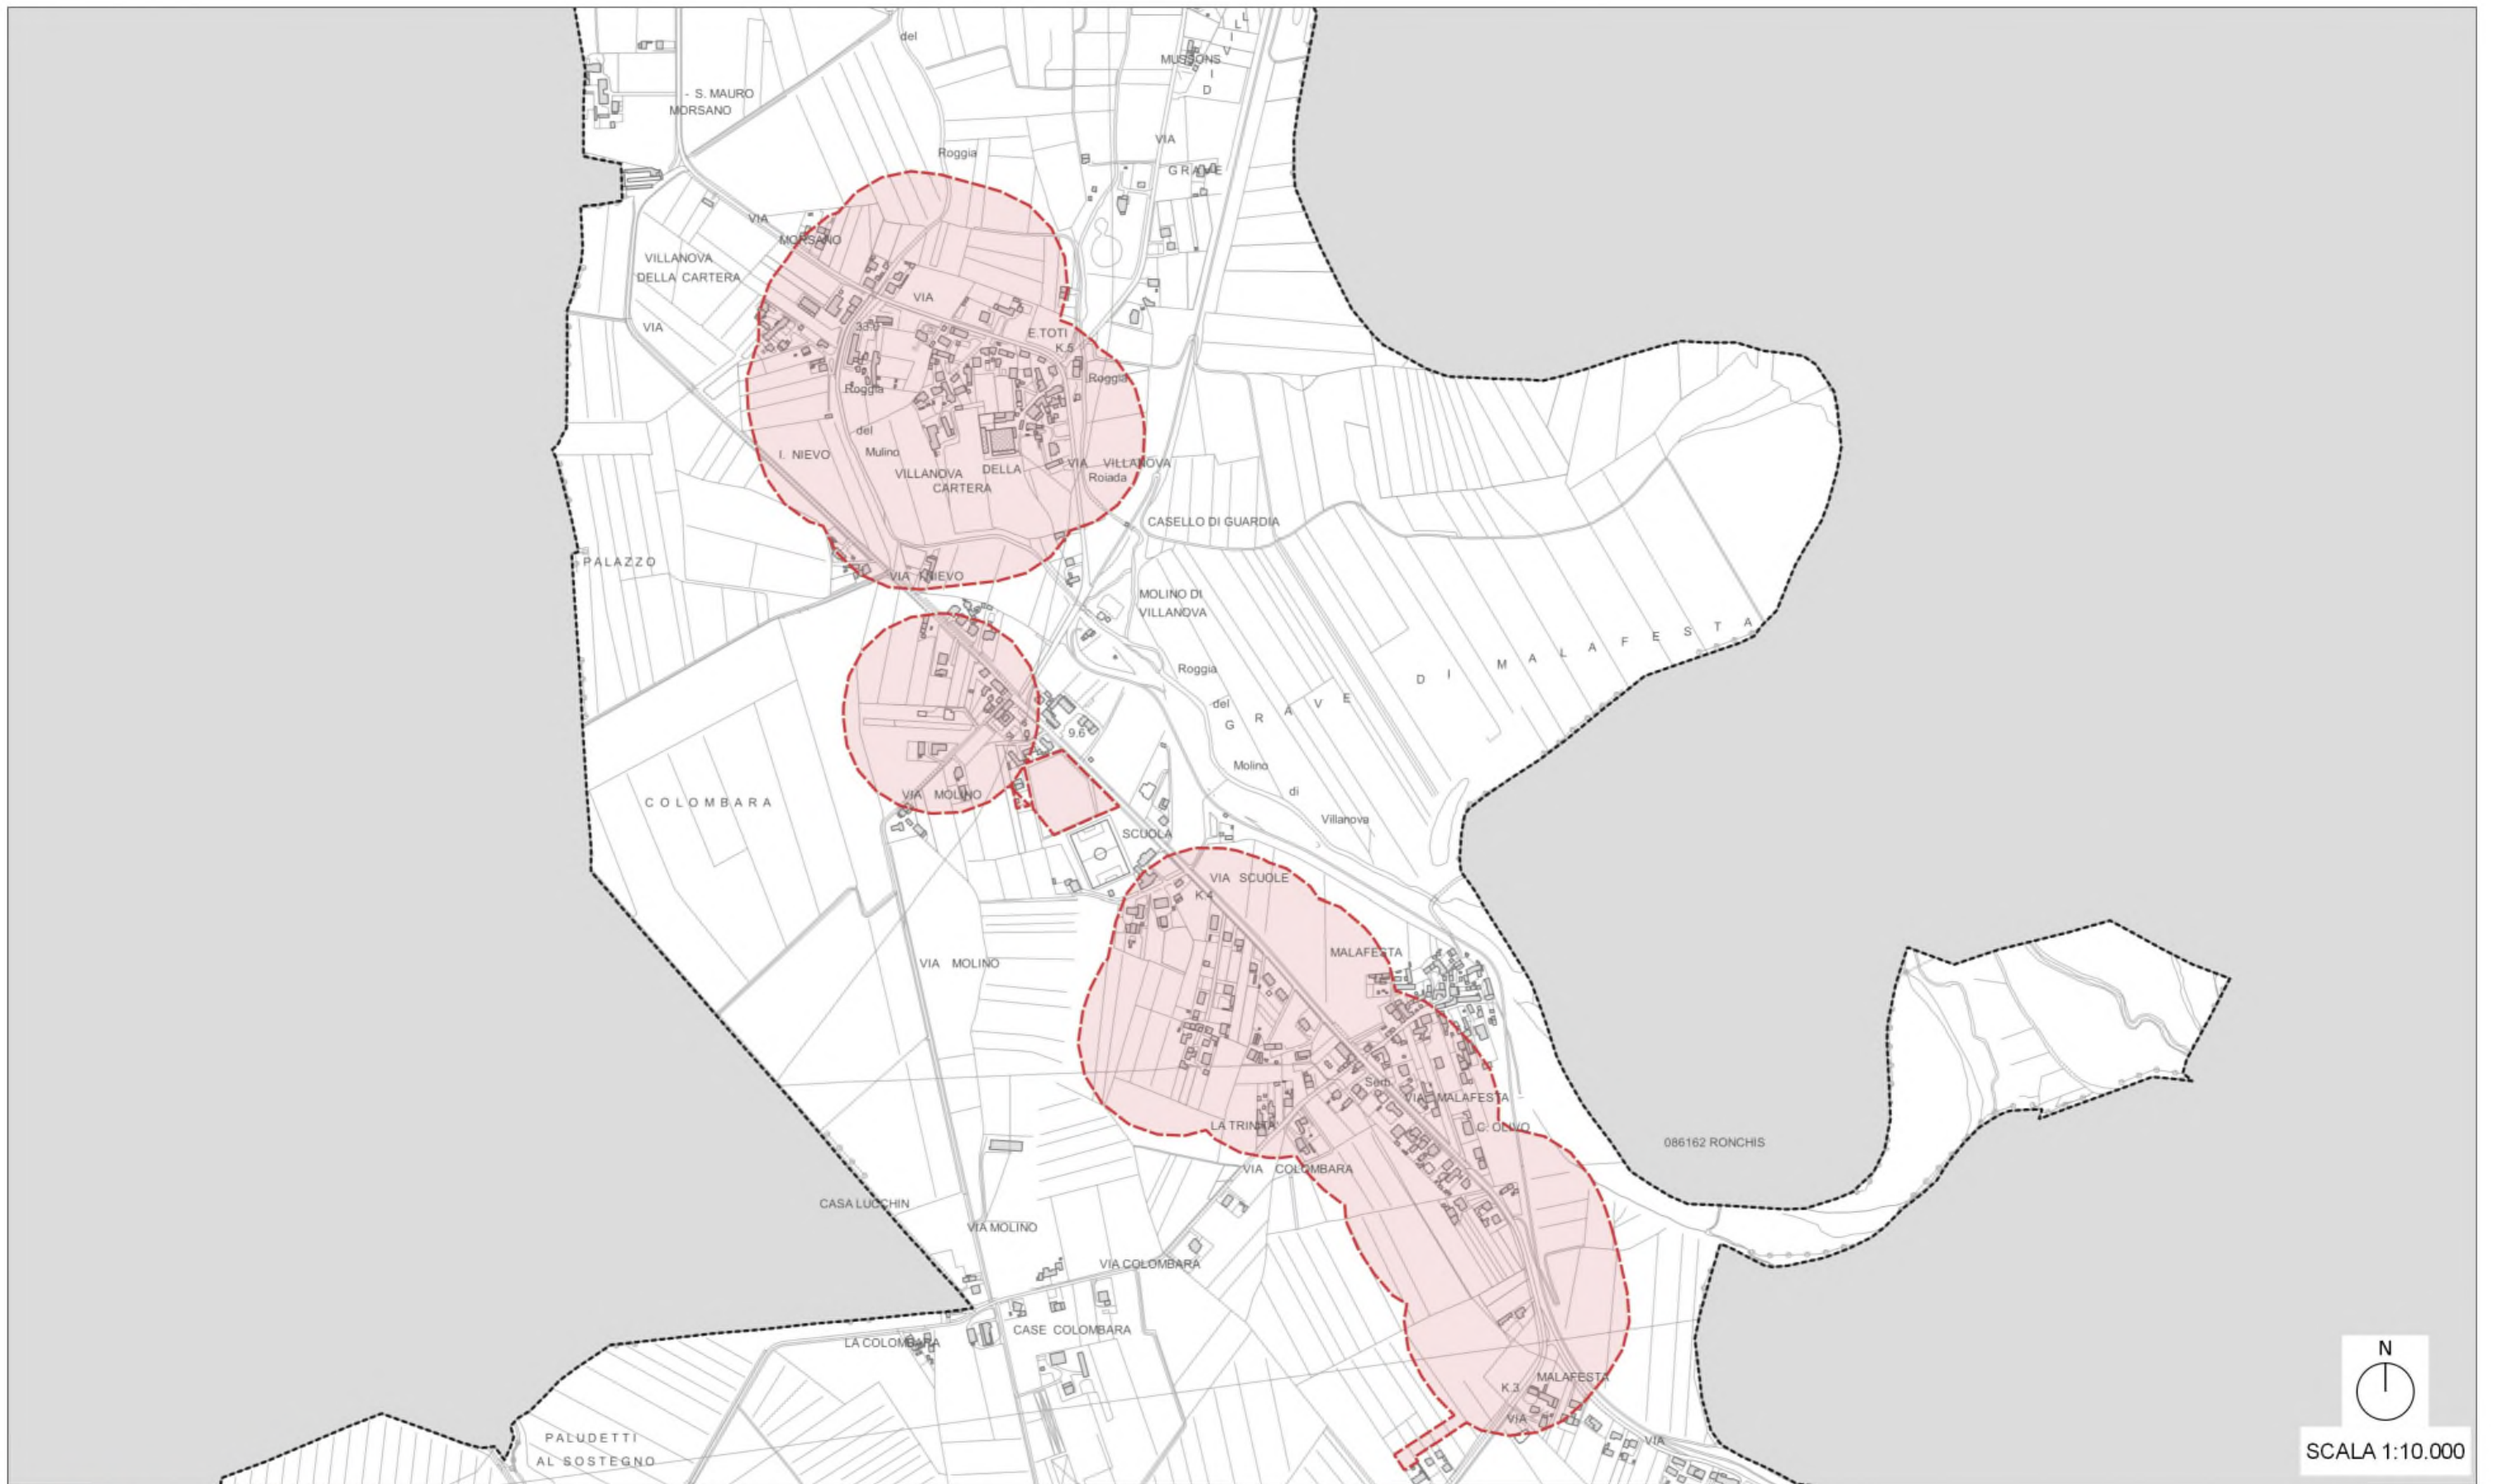 del
MUSSONS
L
L
I
V
I
D
- S. MAURO
MORSANO
VIA
Roggia
GRAVE
VIA
MORSANO
VILLANOVA
DELLA CARTERA
VIA
VIA
E.TOTI
K.5
Roggia
Roggia
del
Mulino
I. NIEVO
VILLANOVA DELLA
CARTERA
VIA VILLANOVA
Roiada
CASELLO DI GUARDIA
PALAZZO
VIA I.NIEVO
MOLINO DI
VILLANOVA
GRAVE DI MALAFESTA
Roggia
del
9.6
Molino
di
Villanova
COLOMBARA
VIA MOLINO
SCUOLA
VIA SCUOLE
K.4
MALAFESTA
VIA MOLINO
Sem.
VIA MALAFESTA
LA TRINITA'
C. OLIVO
086162 RONCHIS
VIA COLOMBARA
CASA LUCCHIN
VIA MOLINO
VIA COLOMBARA
CASE COLOMBARA
LA COLOMBARA
MALAFESTA
K.3
VIA
VIA
PALUDETTI
AL SOSTEGNO
N
SCALA 1:10.000